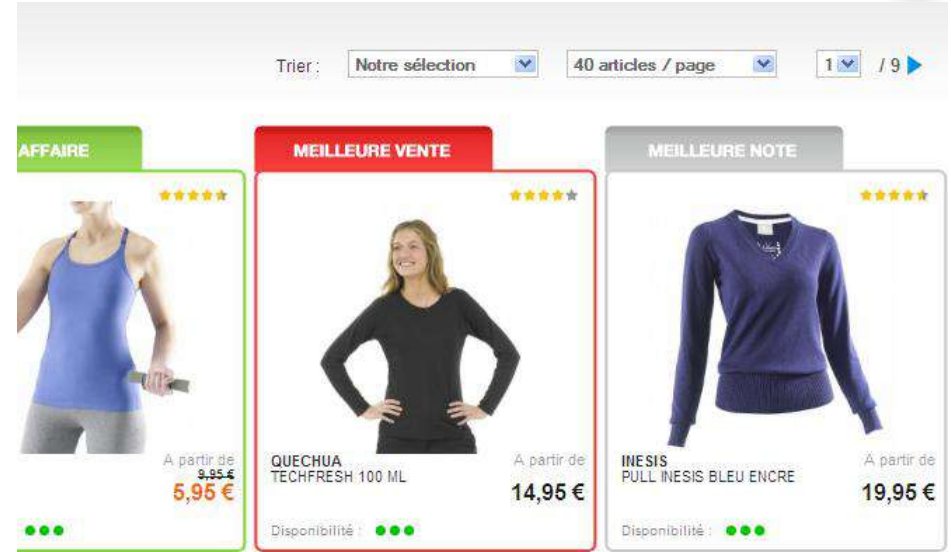 Trier : Notre sélection 40 articles / page 1 / 9
AFFAIRE MEILLEURE VENTE MEILLEURE NOTE
A partir de
9,95 €
5,95 €
QUECHUA A partir de
TECHFRESH 100 ML
14,95 €
Disponibilité :
INESIS A partir de
PULL INESIS BLEU ENCRE
19,95 €
Disponibilité :